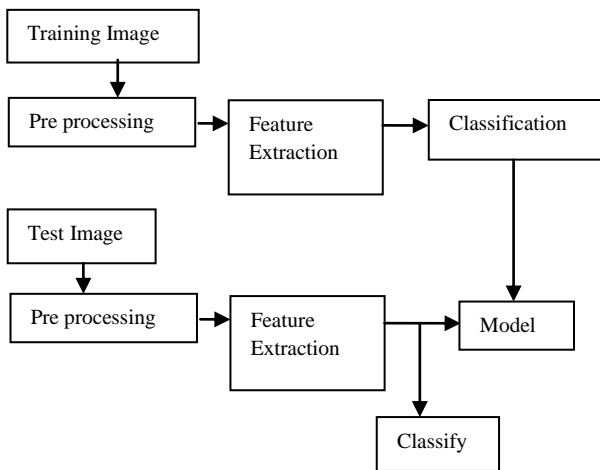 Training Image
Pre processing
Feature
Extraction
Classification
Test Image
Pre processing
Feature
Extraction
Model
Classify